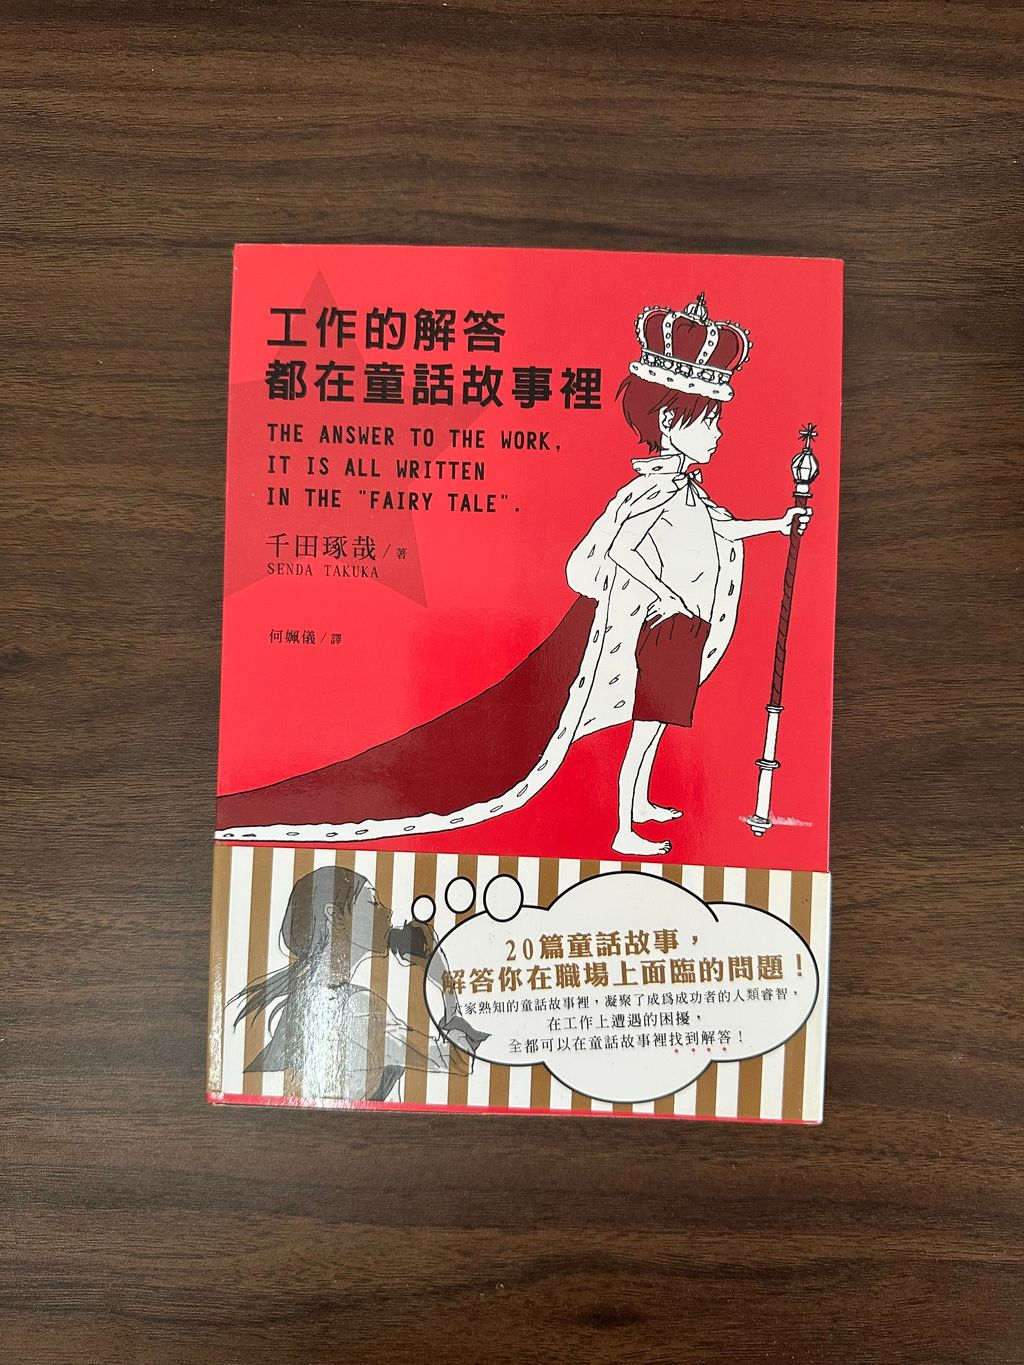 工作的解答
都在童話故事裡
THE ANSWER TO THE WORK,
IT IS ALL WRITTEN
IN THE "FAIRY TALE".
千田琢哉／著
SENDA TAKUKA
何姵儀／譯
20篇童話故事，
解答你在職場上面臨的問題！
大家熟知的童話故事裡，凝聚了成爲成功者的人類睿智，
在工作上遭遇的困擾，
全都可以在童話故事裡找到解答！